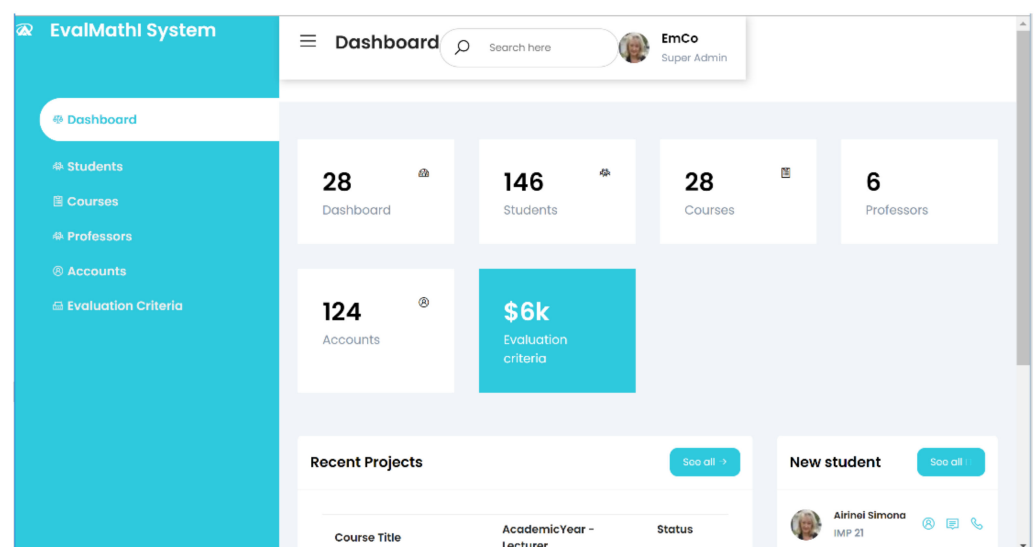 EvalMathI System
Dashboard
Students
Courses
Professors
Accounts
Evaluation Criteria
Dashboard
Search here
EmCo
Super Admin
28
Dashboard
146
Students
28
Courses
6
Professors
124
Accounts
$6k
Evaluation
criteria
Recent Projects
See all →
Course Title
AcademicYear -
Lecturer
Status
New student
See all
Airinei Simona
IMP 21